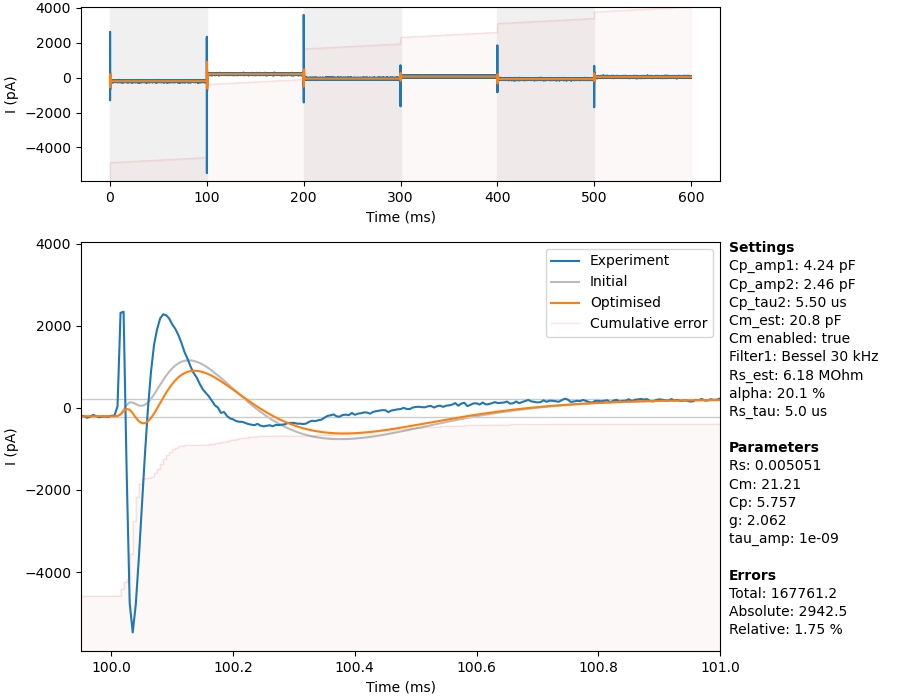 4000
2000
0
−2000
−4000
I (pA)
0 100 200 300 400 500 600
Time (ms)
4000
2000
0
−2000
−4000
I (pA)
100.0 100.2 100.4 100.6 100.8 101.0
Time (ms)
Experiment
Initial
Optimised
Cumulative error
Settings
Cp_amp1: 4.24 pF
Cp_amp2: 2.46 pF
Cp_tau2: 5.50 us
Cm_est: 20.8 pF
Cm enabled: true
Filter1: Bessel 30 kHz
Rs_est: 6.18 MOhm
alpha: 20.1 %
Rs_tau: 5.0 us
Parameters
Rs: 0.005051
Cm: 21.21
Cp: 5.757
g: 2.062
tau_amp: 1e-09
Errors
Total: 167761.2
Absolute: 2942.5
Relative: 1.75 %